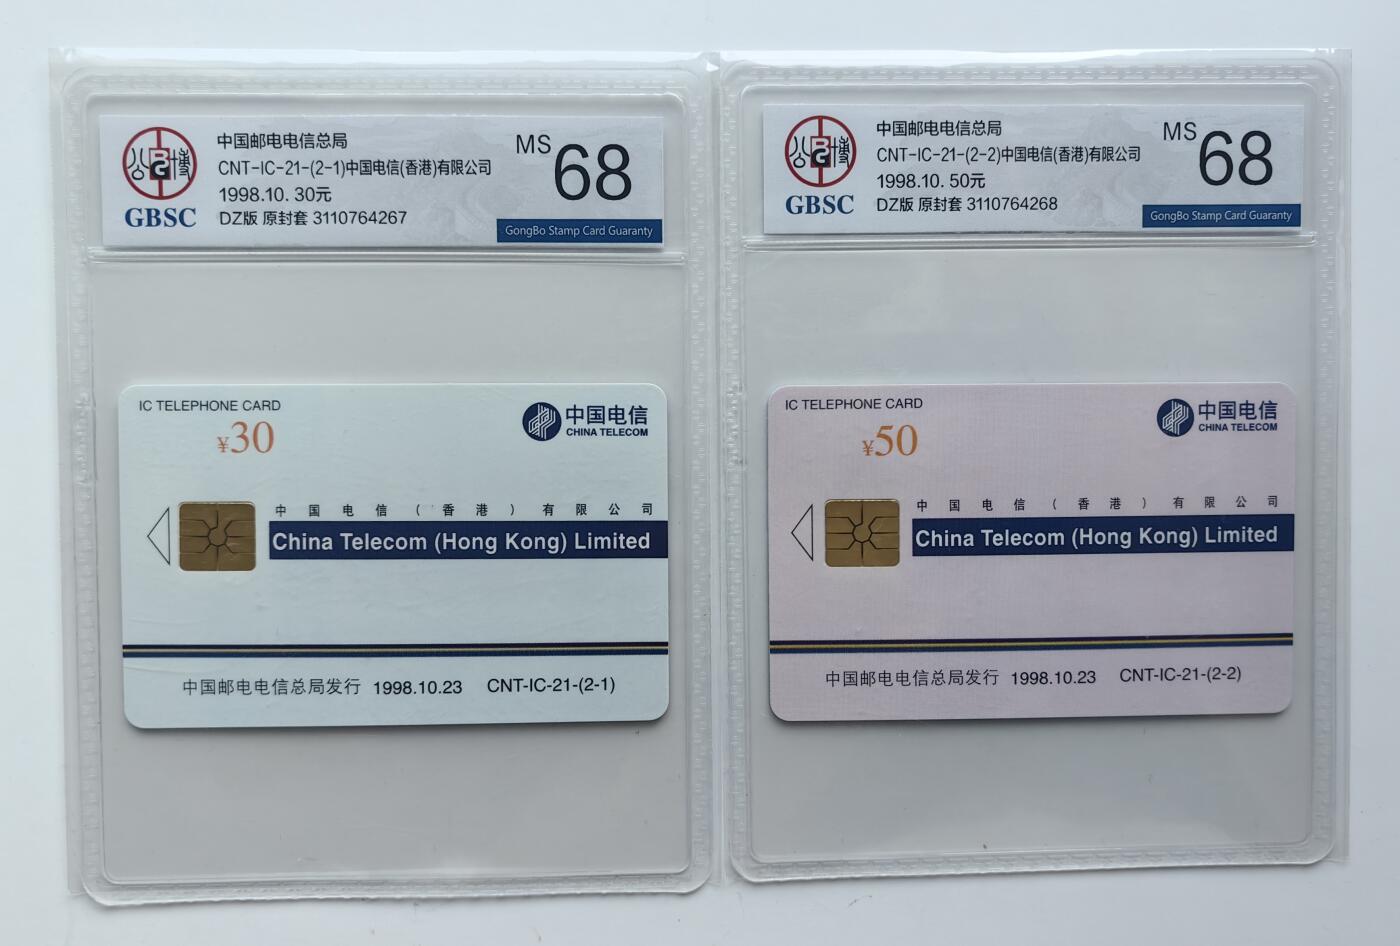 中国邮电电信总局
CNT-IC-21-(2-1)中国电信(香港)有限公司
1998.10. 30元
DZ版 原封套 3110764267
MS 68
公博
BG
GBSC
GongBo Stamp Card Guaranty
IC TELEPHONE CARD
¥30
中国电信
CHINA TELECOM
中国电信(香港)有限公司
China Telecom (Hong Kong) Limited
中国邮电电信总局发行 1998.10.23 CNT-IC-21-(2-1)
中国邮电电信总局
CNT-IC-21-(2-2)中国电信(香港)有限公司
1998.10. 50元
DZ版 原封套 3110764268
MS 68
公博
BG
GBSC
GongBo Stamp Card Guaranty
IC TELEPHONE CARD
¥50
中国电信
CHINA TELECOM
中国电信(香港)有限公司
China Telecom (Hong Kong) Limited
中国邮电电信总局发行 1998.10.23 CNT-IC-21-(2-2)